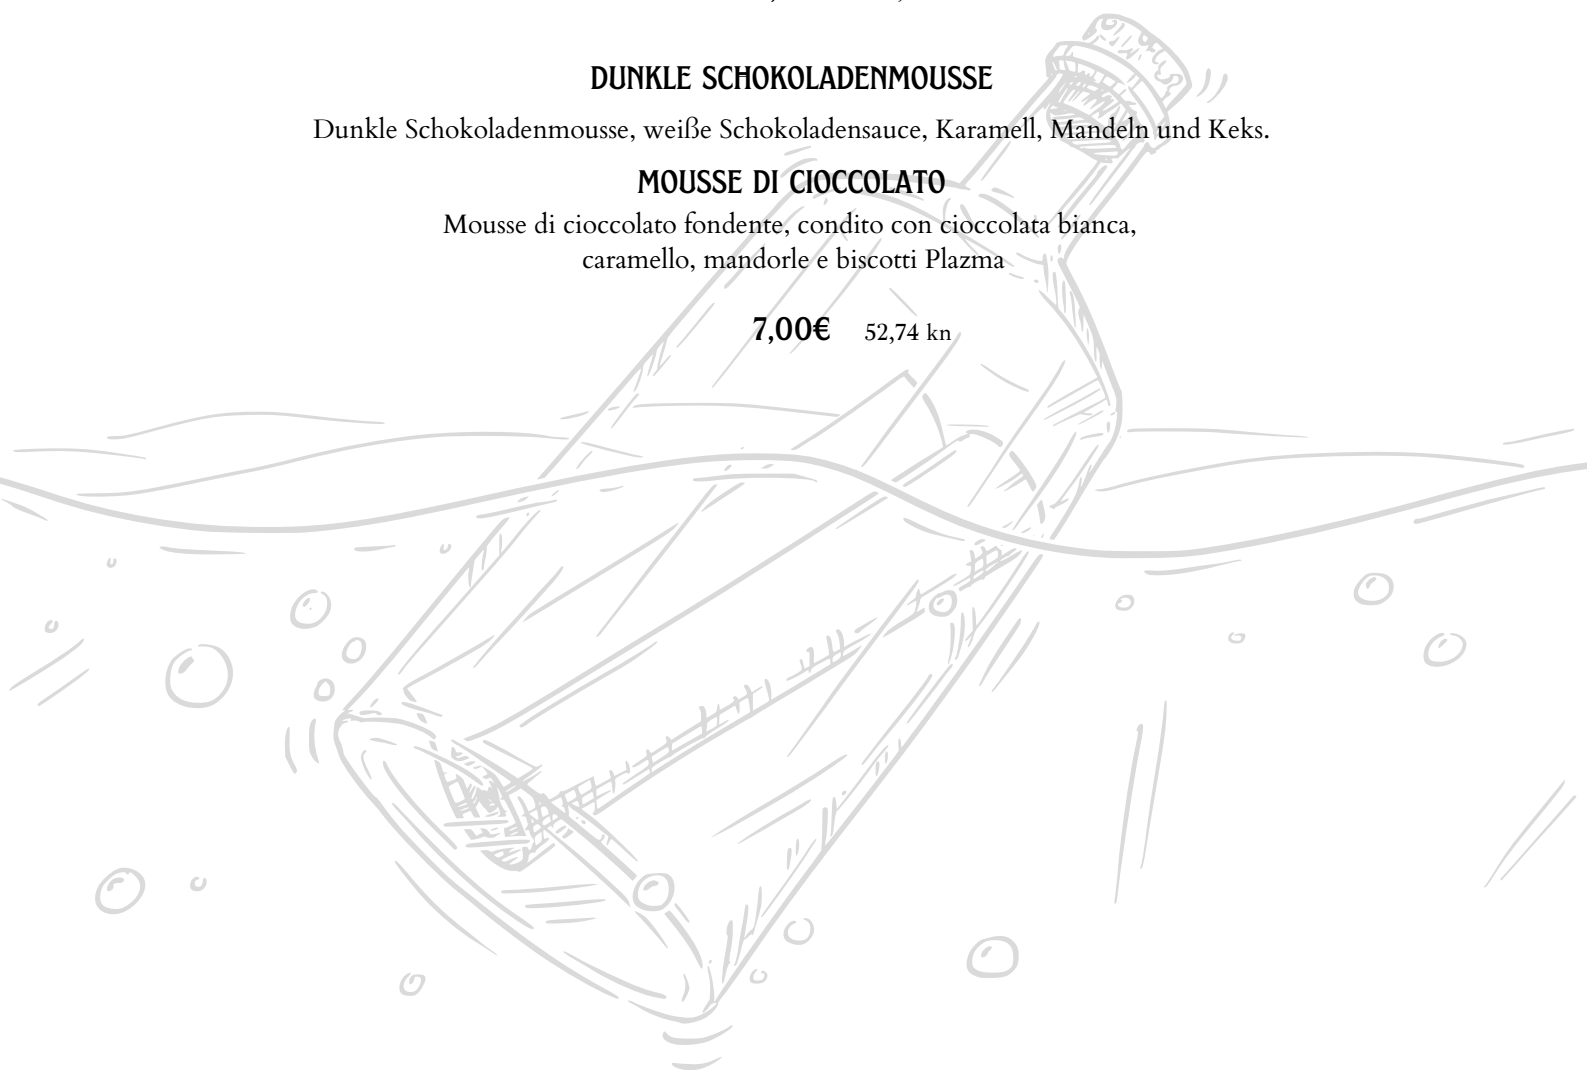 DUNKLE SCHOKOLADENMOUSSE
Dunkle Schokoladenmousse, weiße Schokoladensauce, Karamell, Mandeln und Keks.
MOUSSE DI CIOCCOLATO
Mousse di cioccolato fondente, condito con cioccolata bianca,
caramello, mandorle e biscotti Plazma
7,00€ 52,74 kn